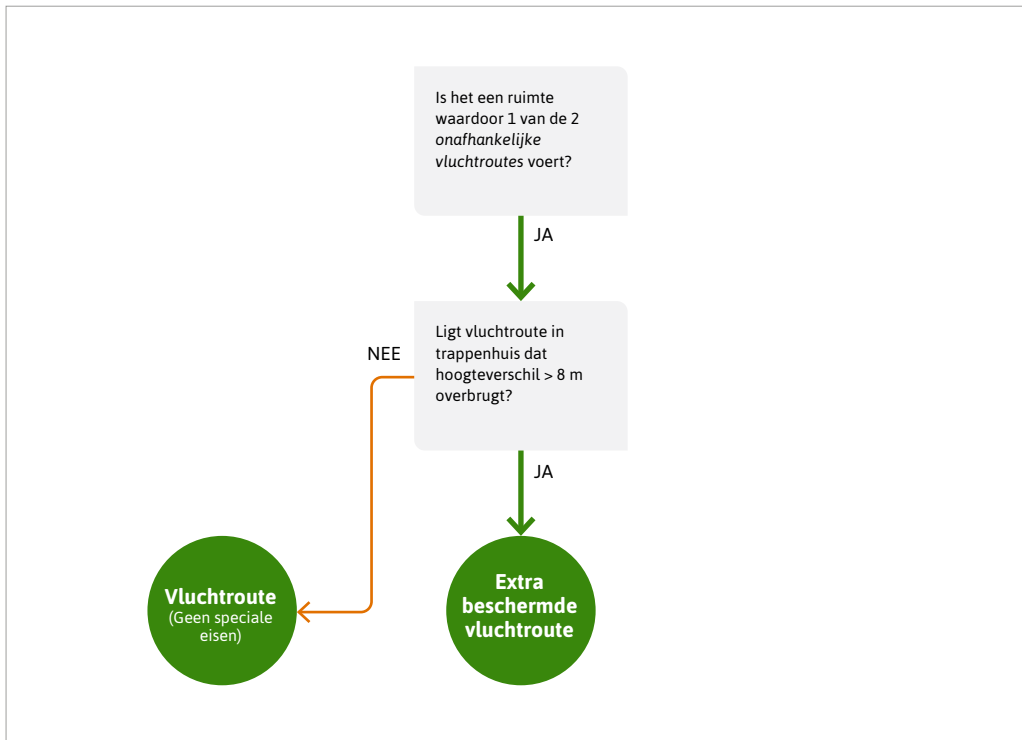 Is het een ruimte
waardoor 1 van de 2
onafhankelijke
vluchtroutes voert?
JA
Ligt vluchtroute in
trappenhuis dat
hoogteverschil > 8 m
overbrugt?
NEE
JA
Vluchtroute
(Geen speciale
eisen)
Extra
beschermde
vluchtroute